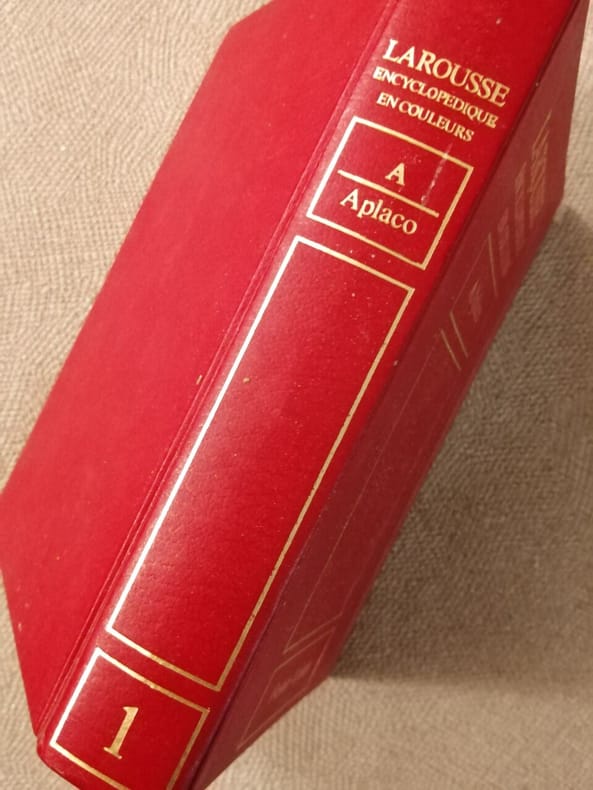 LAROUSSE
ENCYCLOPEDIQUE
EN COULEURS
A
Aplaco
1